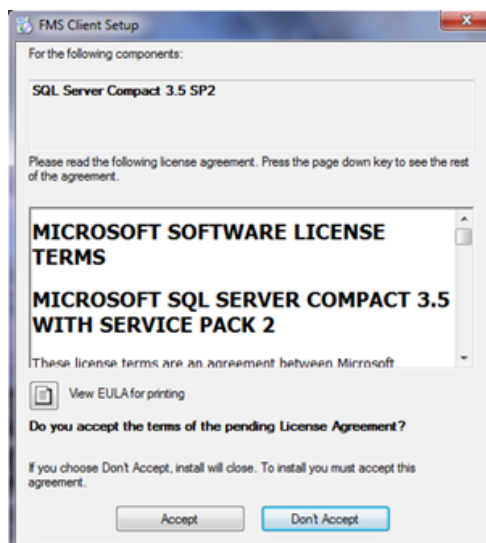 FMS Client Setup
For the following components:
SQL Server Compact 3.5 SP2
Please read the following license agreement. Press the page down key to see the rest
of the agreement.
MICROSOFT SOFTWARE LICENSE
TERMS
MICROSOFT SQL SERVER COMPACT 3.5
WITH SERVICE PACK 2
These license terms are an agreement between Microsoft
View EULA for printing
Do you accept the terms of the pending License Agreement?
If you choose Don't Accept, install will close. To install you must accept this
agreement.
Accept
Don't Accept